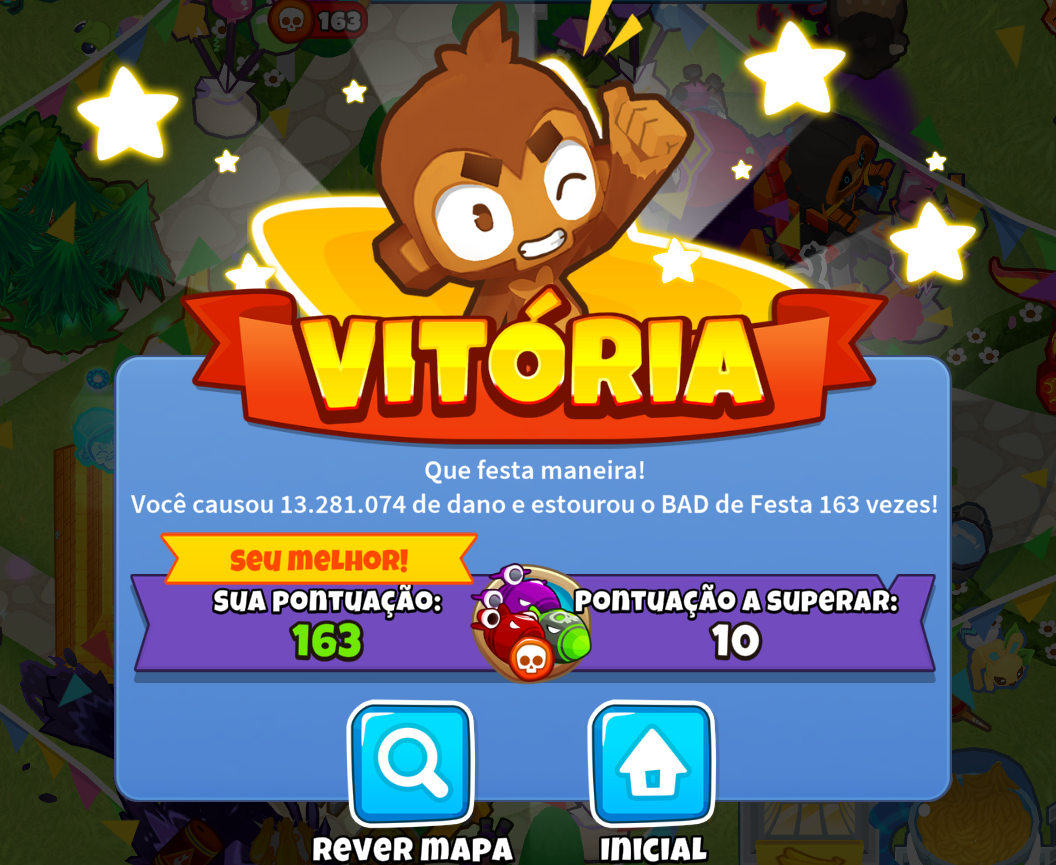 163
VITÓRIA
Que festa maneira!
Você causou 13.281.074 de dano e estourou o BAD de Festa 163 vezes!
Seu melhor!
Sua pontuação:
163
Pontuação a superar:
10
Rever mapa
Inicial